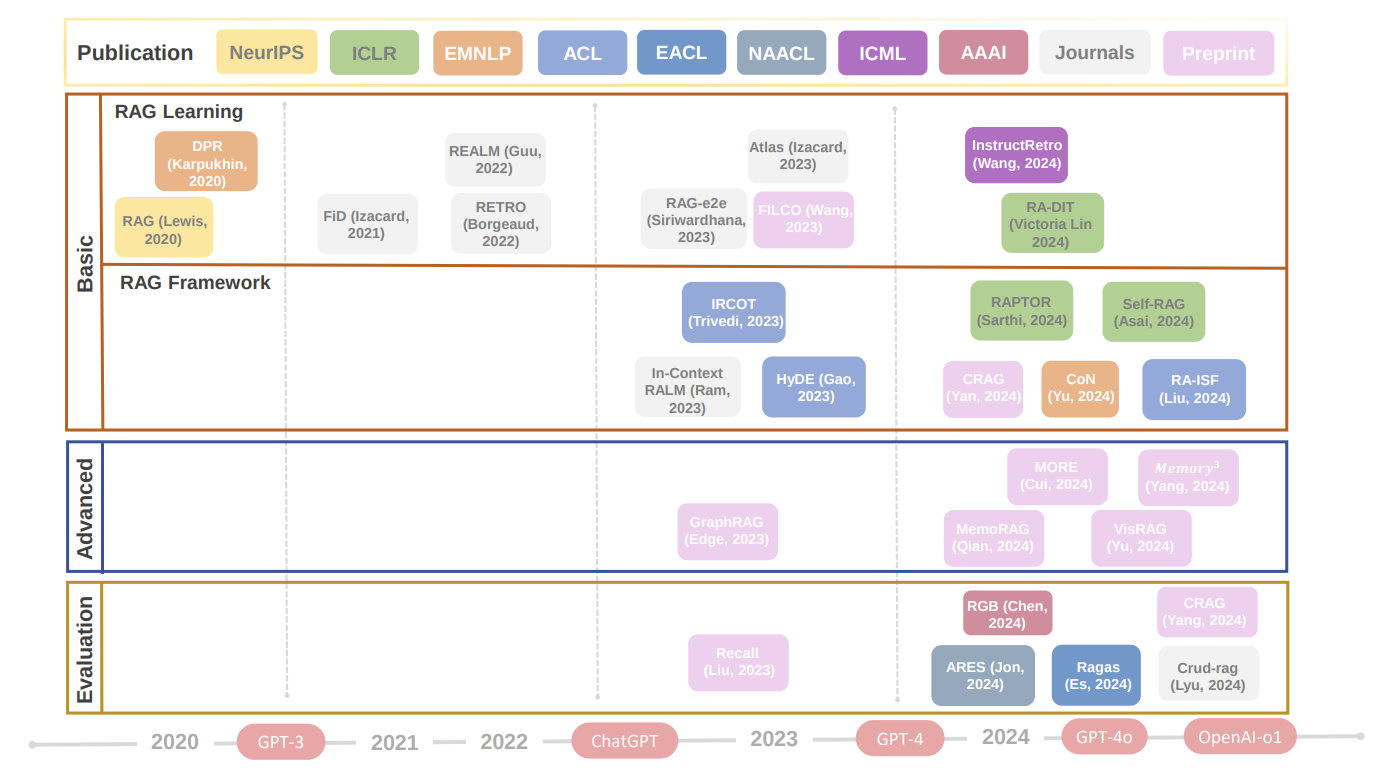 Publication
NeurIPS
ICLR
EMNLP
ACL
EACL
NAACL
ICML
AAAI
Journals
Preprint
Basic
RAG Learning
DPR
(Karpukhin,
2020)
RAG (Lewis,
2020)
FiD (Izacard,
2021)
REALM (Guu,
2022)
RETRO
(Borgeaud,
2022)
Atlas (Izacard,
2023)
RAG-e2e
(Siriwardhana,
2023)
FILCO (Wang,
2023)
InstructRetro
(Wang, 2024)
RA-DIT
(Victoria Lin
2024)
RAG Framework
IRCOT
(Trivedi, 2023)
In-Context
RALM (Ram,
2023)
HyDE (Gao,
2023)
RAPTOR
(Sarthi, 2024)
Self-RAG
(Asai, 2024)
CRAG
(Yan, 2024)
CoN
(Yu, 2024)
RA-ISF
(Liu, 2024)
Advanced
GraphRAG
(Edge, 2023)
MORE
(Cui, 2024)
Memory³
(Yang, 2024)
MemoRAG
(Qian, 2024)
VisRAG
(Yu, 2024)
Evaluation
Recall
(Liu, 2023)
RGB (Chen,
2024)
CRAG
(Yang, 2024)
ARES (Jon,
2024)
Ragas
(Es, 2024)
Crud-rag
(Lyu, 2024)
2020
GPT-3
2021
2022
ChatGPT
2023
GPT-4
2024
GPT-4o
OpenAI-o1